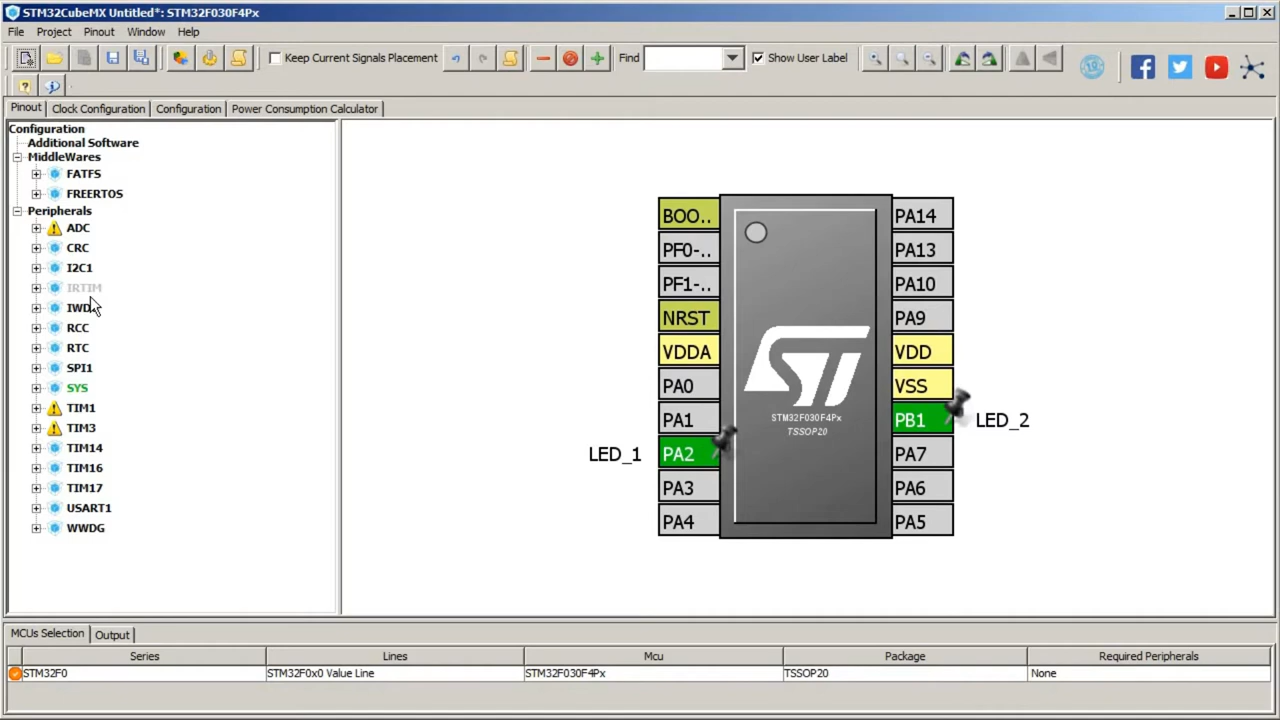 STM32CubeMX Untitled*: STM32F030F4Px
File Project Pinout Window Help
Keep Current Signals Placement Find Show User Label
Pinout Clock Configuration Configuration Power Consumption Calculator
Configuration
Additional Software
MiddleWares
FATFS
FREERTOS
Peripherals
ADC
CRC
I2C1
IRTIM
IWD
RCC
RTC
SPI1
SYS
TIM1
TIM3
TIM14
TIM16
TIM17
USART1
WWDG
BOO.. PA14
PF0-.. PA13
PF1-.. PA10
NRST PA9
VDDA VDD
PA0 VSS
PA1 PB1 LED_2
LED_1 PA2 PA7
PA3 PA6
PA4 PA5
ST
STM32F030F4Px
TSSOP20
MCUs Selection Output
Series Lines Mcu Package Required Peripherals
STM32F0 STM32F0x0 Value Line STM32F030F4Px TSSOP20 None